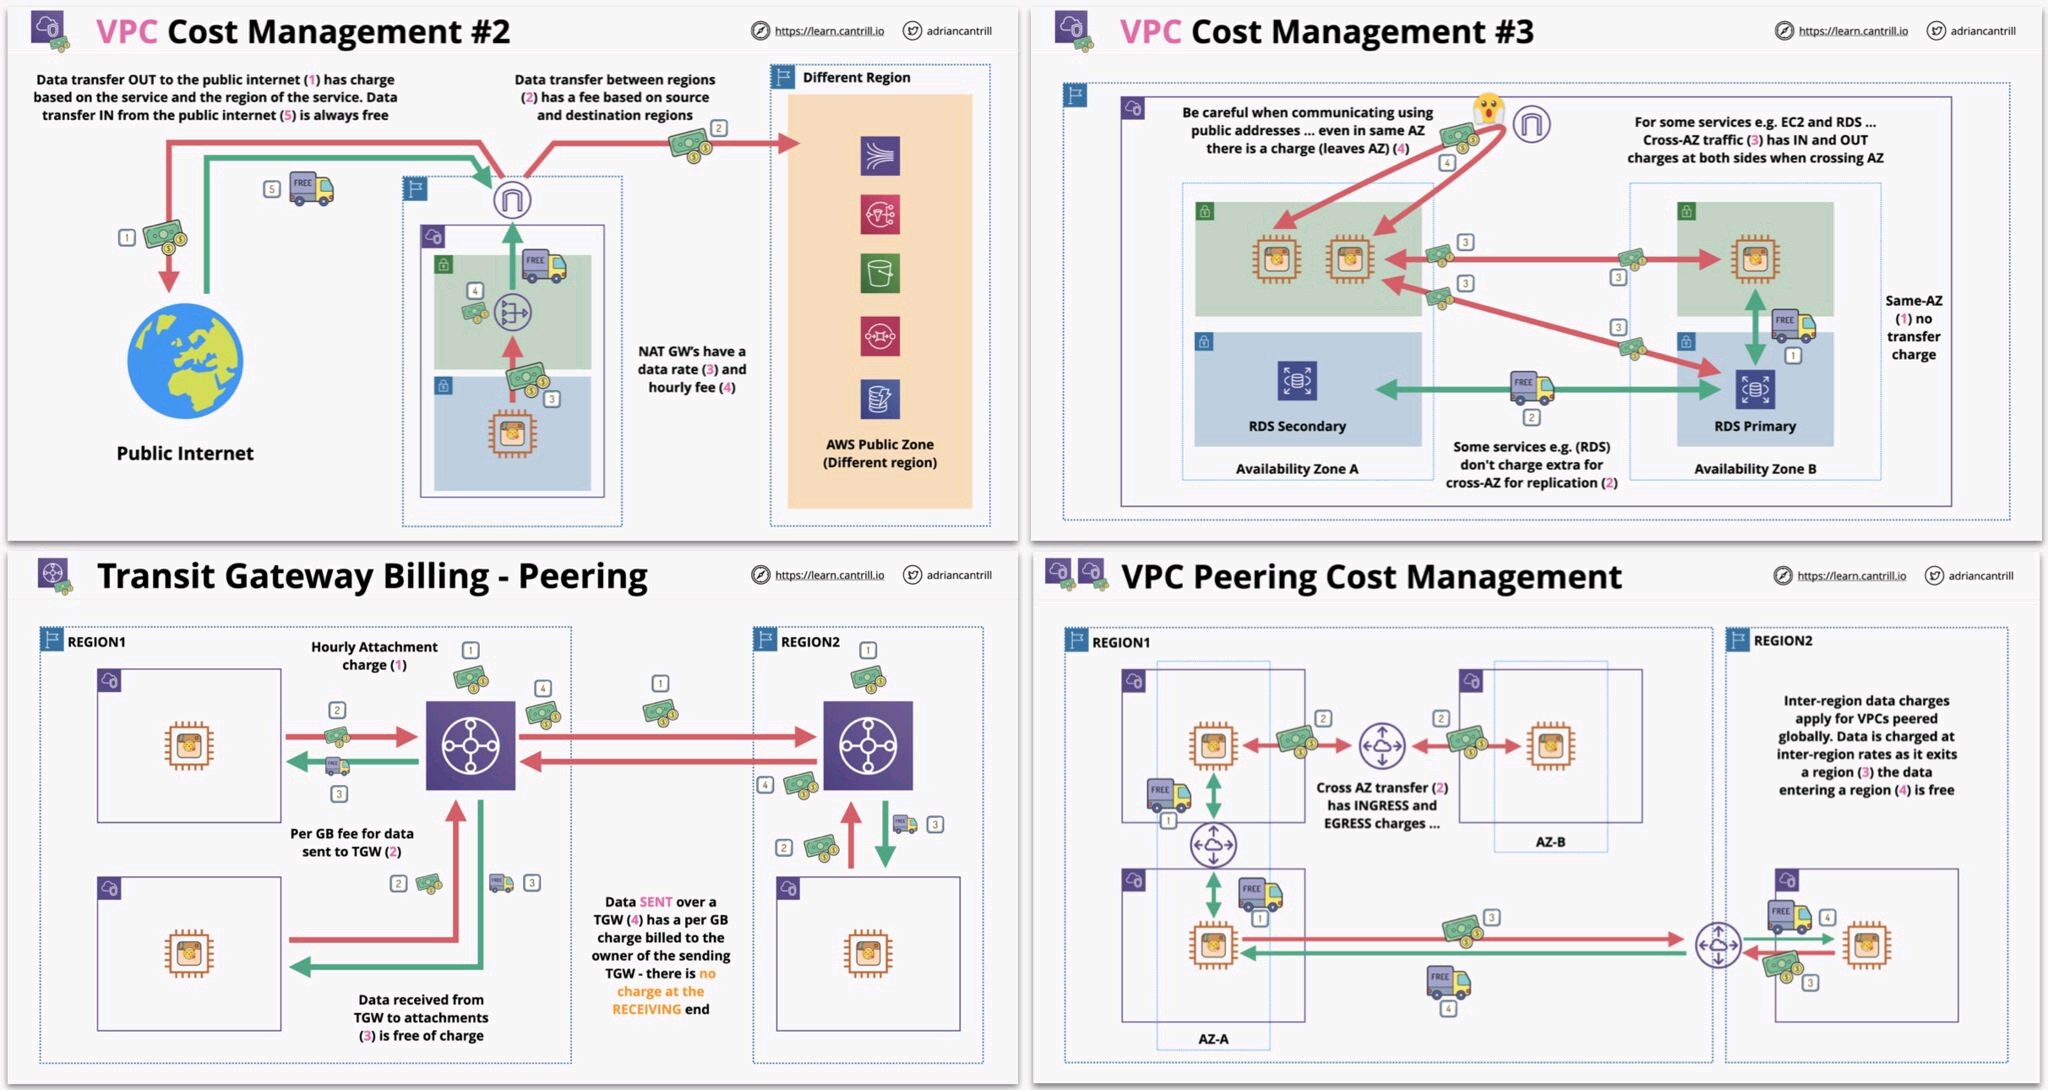 VPC Cost Management #2
https://learn.cantrill.io
adriancantrill
Data transfer OUT to the public internet (1) has charge
based on the service and the region of the service. Data
transfer IN from the public internet (5) is always free
Data transfer between regions
(2) has a fee based on source
and destination regions
Different Region
2
5
FREE
1
FREE
4
3
NAT GW's have a
data rate (3) and
hourly fee (4)
Public Internet
AWS Public Zone
(Different region)
VPC Cost Management #3
https://learn.cantrill.io
adriancantrill
Be careful when communicating using
public addresses ... even in same AZ
there is a charge (leaves AZ) (4)
4
For some services e.g. EC2 and RDS ...
Cross-AZ traffic (3) has IN and OUT
charges at both sides when crossing AZ
3
3
3
3
FREE
1
Same-AZ
(1) no
transfer
charge
FREE
2
RDS Secondary
RDS Primary
Some services e.g. (RDS)
don't charge extra for
cross-AZ for replication (2)
Availability Zone A
Availability Zone B
Transit Gateway Billing - Peering
https://learn.cantrill.io
adriancantrill
REGION1
Hourly Attachment
charge (1)
1
4
1
REGION2
1
2
FREE
3
4
Per GB fee for data
sent to TGW (2)
2
FREE
3
2
FREE
3
Data SENT over a
TGW (4) has a per GB
charge billed to the
owner of the sending
TGW - there is no
charge at the
RECEIVING end
Data received from
TGW to attachments
(3) is free of charge
VPC Peering Cost Management
https://learn.cantrill.io
adriancantrill
REGION1
REGION2
2
2
Cross AZ transfer (2)
has INGRESS and
EGRESS charges ...
FREE
1
AZ-B
Inter-region data charges
apply for VPCs peered
globally. Data is charged at
inter-region rates as it exits
a region (3) the data
entering a region (4) is free
FREE
1
3
FREE
4
FREE
4
3
AZ-A